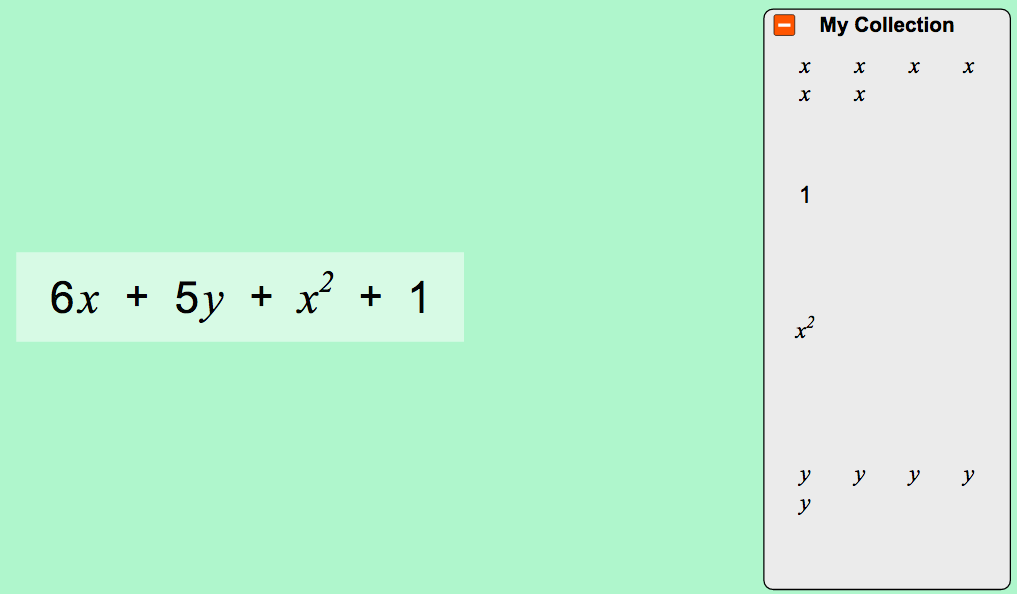 6x + 5y + x² + 1
My Collection
x x x x
x x
1
x²
y y y y
y